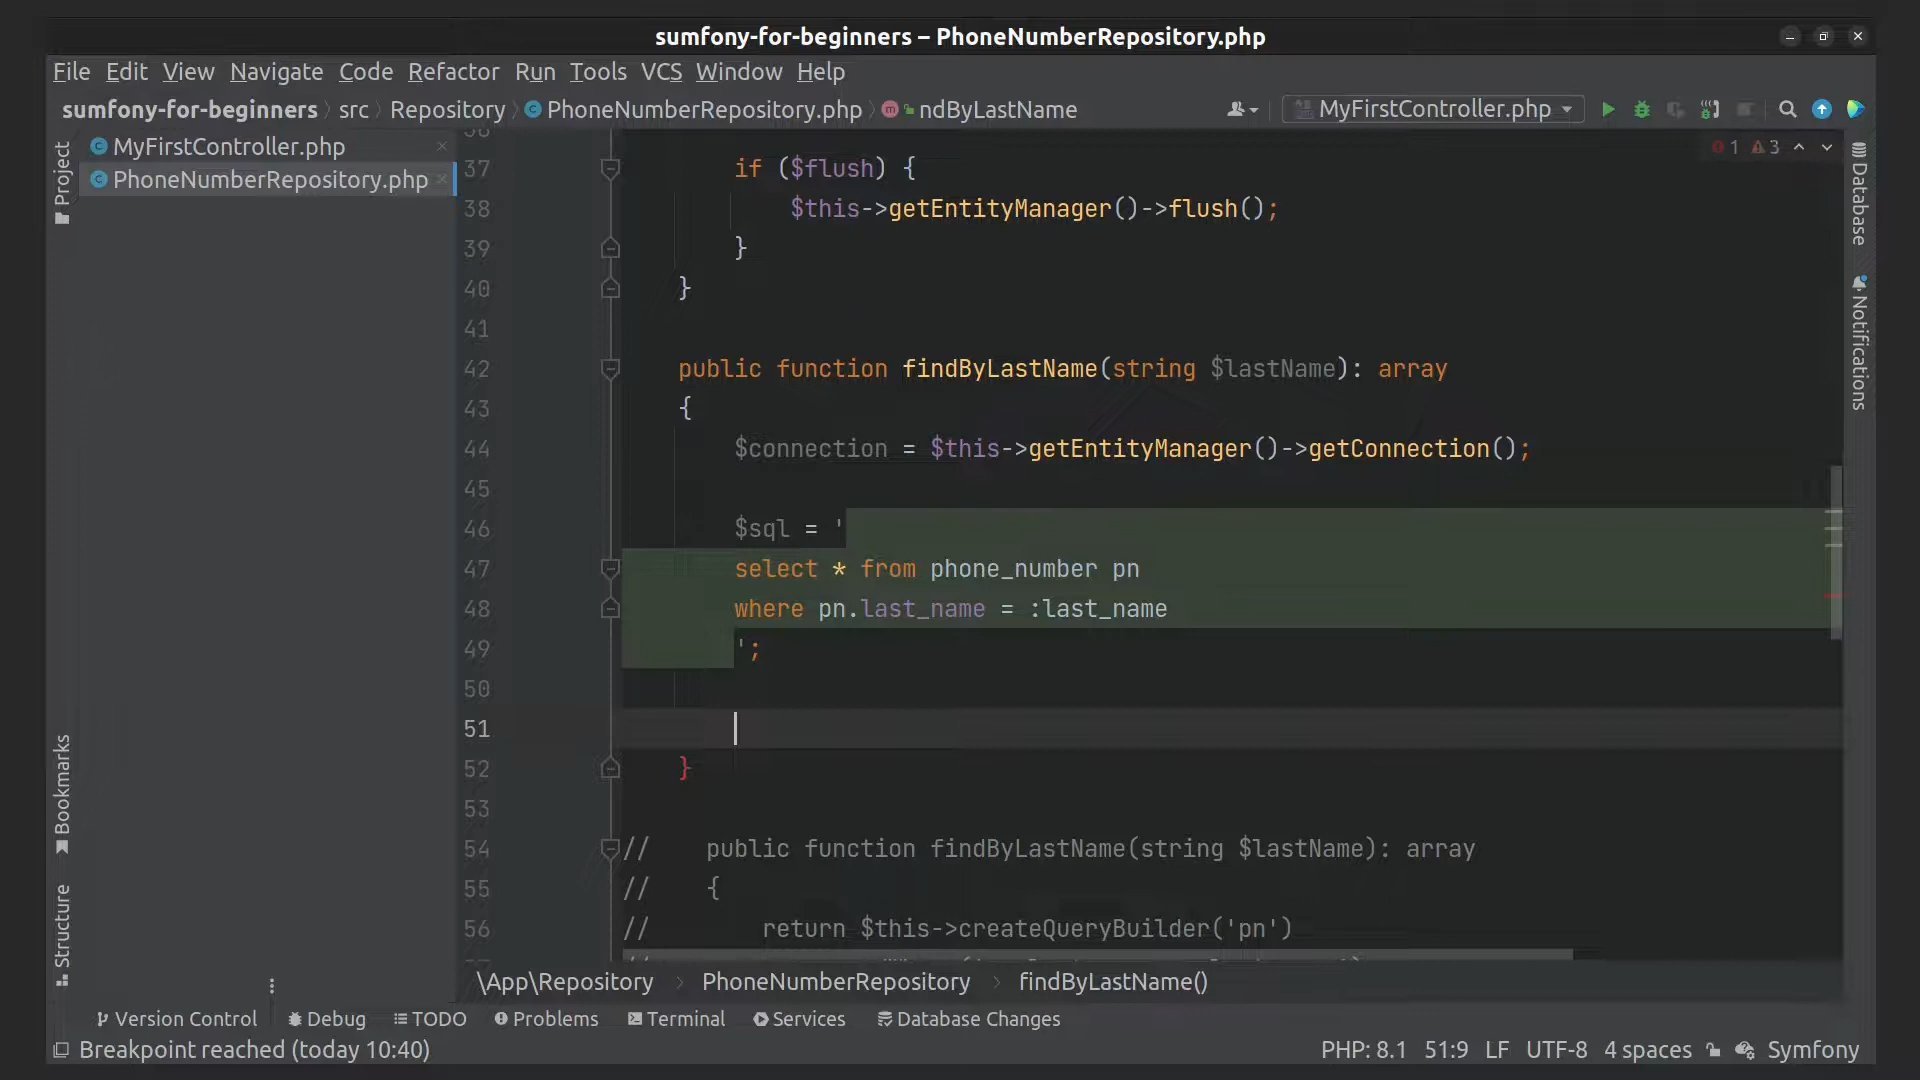 sumfony-for-beginners – PhoneNumberRepository.php
File Edit View Navigate Code Refactor Run Tools VCS Window Help
sumfony-for-beginners src Repository PhoneNumberRepository.php ndByLastName MyFirstController.php
MyFirstController.php
PhoneNumberRepository.php
Project
Bookmarks
Structure
1 3
36
37 if ($flush) {
38 $this->getEntityManager()->flush();
39 }
40 }
41
42 public function findByLastName(string $lastName): array
43 {
44 $connection = $this->getEntityManager()->getConnection();
45
46 $sql = '
47 select * from phone_number pn
48 where pn.last_name = :last_name
49 ';
50
51
52 }
53
54 // public function findByLastName(string $lastName): array
55 // {
56 // return $this->createQueryBuilder('pn')
Database
Notifications
\App\Repository PhoneNumberRepository findByLastName()
Version Control Debug TODO Problems Terminal Services Database Changes
Breakpoint reached (today 10:40) PHP: 8.1 51:9 LF UTF-8 4 spaces Symfony